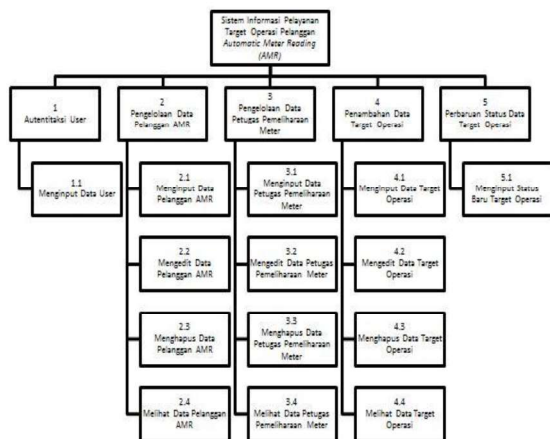 Sistem Informasi Pelayanan
Target Operasi Pelanggan
Automatic Meter Reading
(AMR)
1
Autentitaksi User
2
Pengelolaan Data
Pelanggan AMR
3
Pengelolaan Data
Petugas Pemeliharaan
Meter
4
Penambahan Data
Target Operasi
5
Perbaruan Status Data
Target Operasi
1.1
Menginput Data User
2.1
Menginput Data
Pelanggan AMR
3.1
Menginput Data
Petugas Pemeliharaan
Meter
4.1
Menginput Data Target
Operasi
5.1
Menginput Status
Baru Target Operasi
2.2
Mengedit Data
Pelanggan AMR
3.2
Mengedit Data Petugas
Pemeliharaan Meter
4.2
Mengedit Data Target
Operasi
2.3
Menghapus Data
Pelanggan AMR
3.3
Menghapus Data
Petugas Pemeliharaan
Meter
4.3
Menghapus Data Target
Operasi
2.4
Melihat Data Pelanggan
AMR
3.4
Melihat Data Petugas
Pemeliharaan Meter
4.4
Melihat Data Target
Operasi